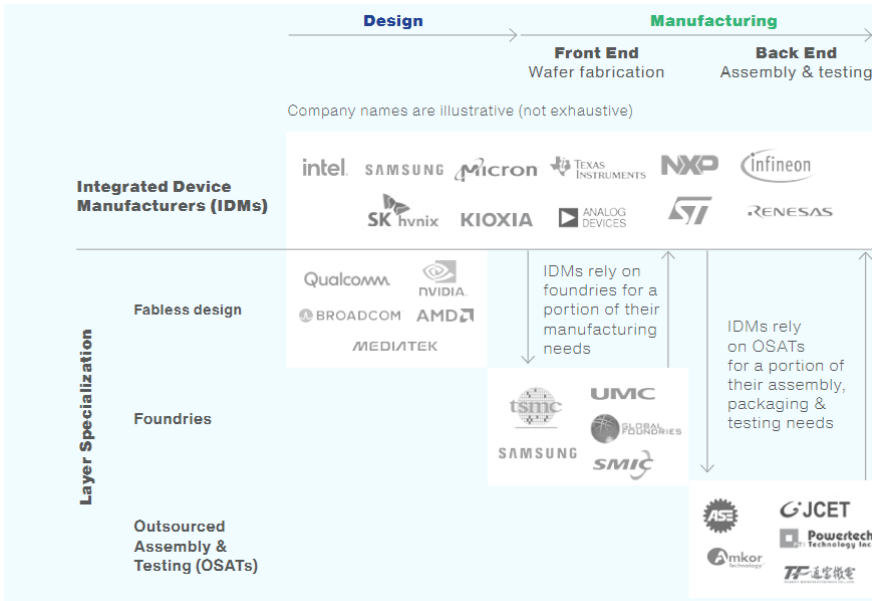 Design
Manufacturing
Front End
Wafer fabrication
Back End
Assembly & testing
Company names are illustrative (not exhaustive)
Integrated Device
Manufacturers (IDMs)
intel.
SAMSUNG
Micron
TEXAS
INSTRUMENTS
NXP
infineon
SK hynix
KIOXIA
ANALOG
DEVICES
ST
RENESAS
Layer Specialization
Fabless design
Qualcomm
NVIDIA.
BROADCOM
AMD
MEDIATEK
IDMs rely on
foundries for a
portion of their
manufacturing
needs
IDMs rely
on OSATs
for a portion of
their assembly,
packaging &
testing needs
Foundries
tsmc
UMC
GLOBAL
FOUNDRIES
SAMSUNG
SMIC
Outsourced
Assembly &
Testing (OSATs)
ASE
JCET
Powertech
Technology Inc
Amkor
Technology
TF 通富微电